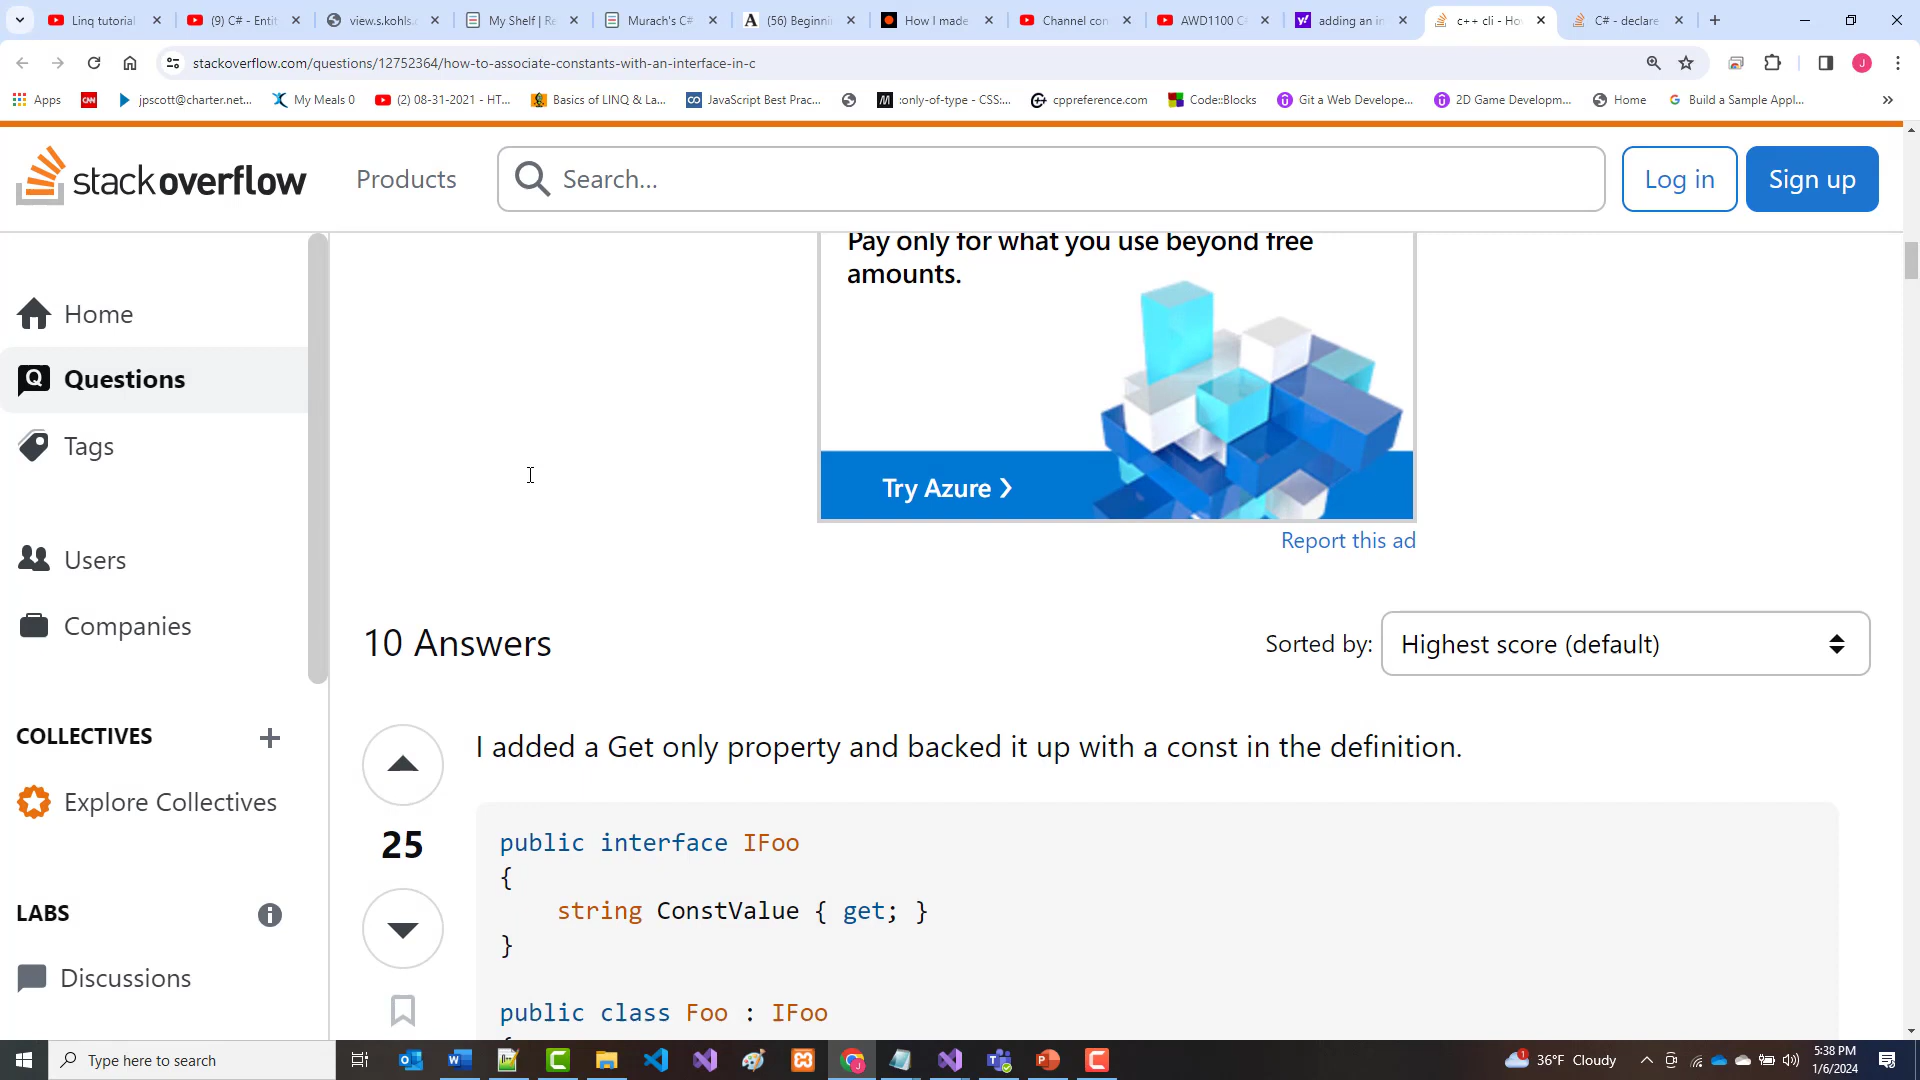 Linq tutorial
(9) C# - Entit
view.s.kohls.c
My Shelf | Re
Murach's C#
(56) Beginni
How I made
Channel con
AWD1100 C
adding an in
c++ cli - Ho
C# - declare
stackoverflow.com/questions/12752364/how-to-associate-constants-with-an-interface-in-c
Apps
CNN
jpscott@charter.net...
My Meals 0
(2) 08-31-2021 - HT...
Basics of LINQ & La...
JavaScript Best Prac...
:only-of-type - CSS:...
cppreference.com
Code::Blocks
Git a Web Develope...
2D Game Developm...
Home
Build a Sample Appl...
stackoverflow
Products
Search...
Log in
Sign up
Pay only for what you use beyond free
amounts.
Try Azure
Report this ad
Home
Questions
Tags
Users
Companies
COLLECTIVES
Explore Collectives
LABS
Discussions
10 Answers
Sorted by:
Highest score (default)
25
I added a Get only property and backed it up with a const in the definition.
public interface IFoo
{
string ConstValue { get; }
}
public class Foo : IFoo
Type here to search
36°F Cloudy
5:38 PM
1/6/2024